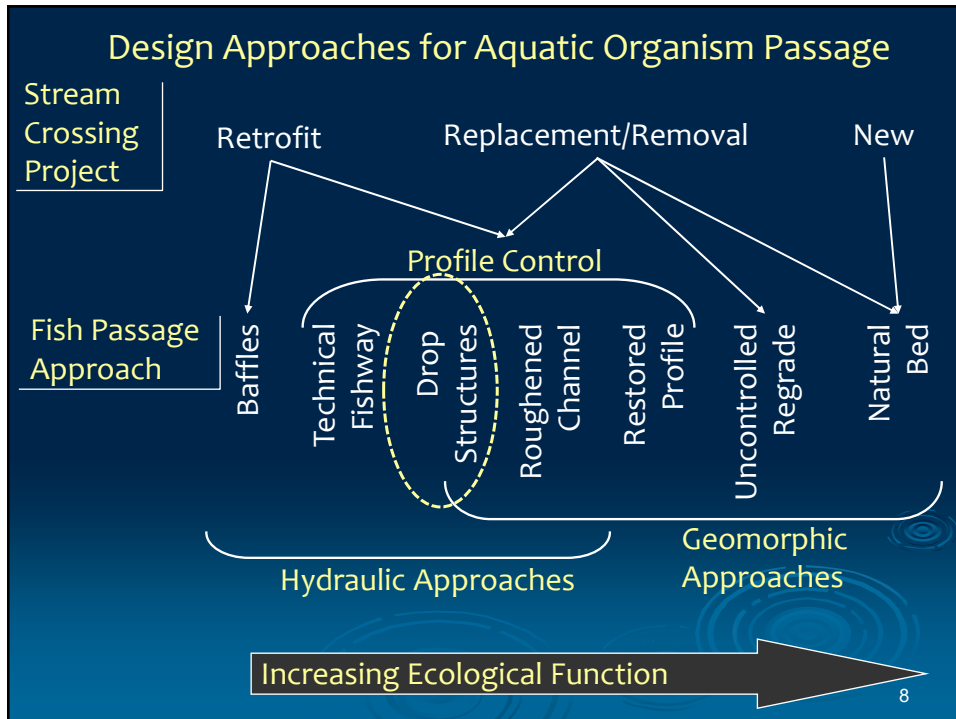 Design Approaches for Aquatic Organism Passage
Stream
Crossing
Project
Retrofit
Replacement/Removal
New
Profile Control
Fish Passage
Approach
Baffles
Technical
Fishway
Drop
Structures
Roughened
Channel
Restored
Profile
Uncontrolled
Regrade
Natural
Bed
Hydraulic Approaches
Geomorphic
Approaches
Increasing Ecological Function
8